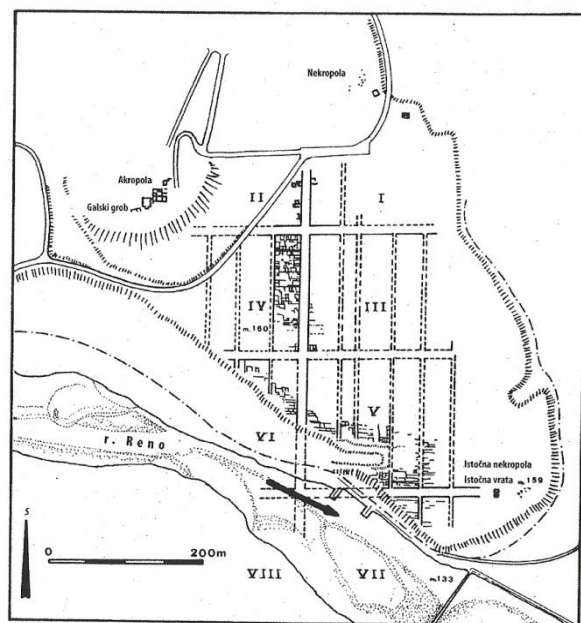 Nekropola
Akropola
Galski grob
II
I
IV
m. 160
III
V
VI
r. Reno
Istočna nekropola
Istočna vrata
m. 159
s
0
200m
VIII
VII
m. 133